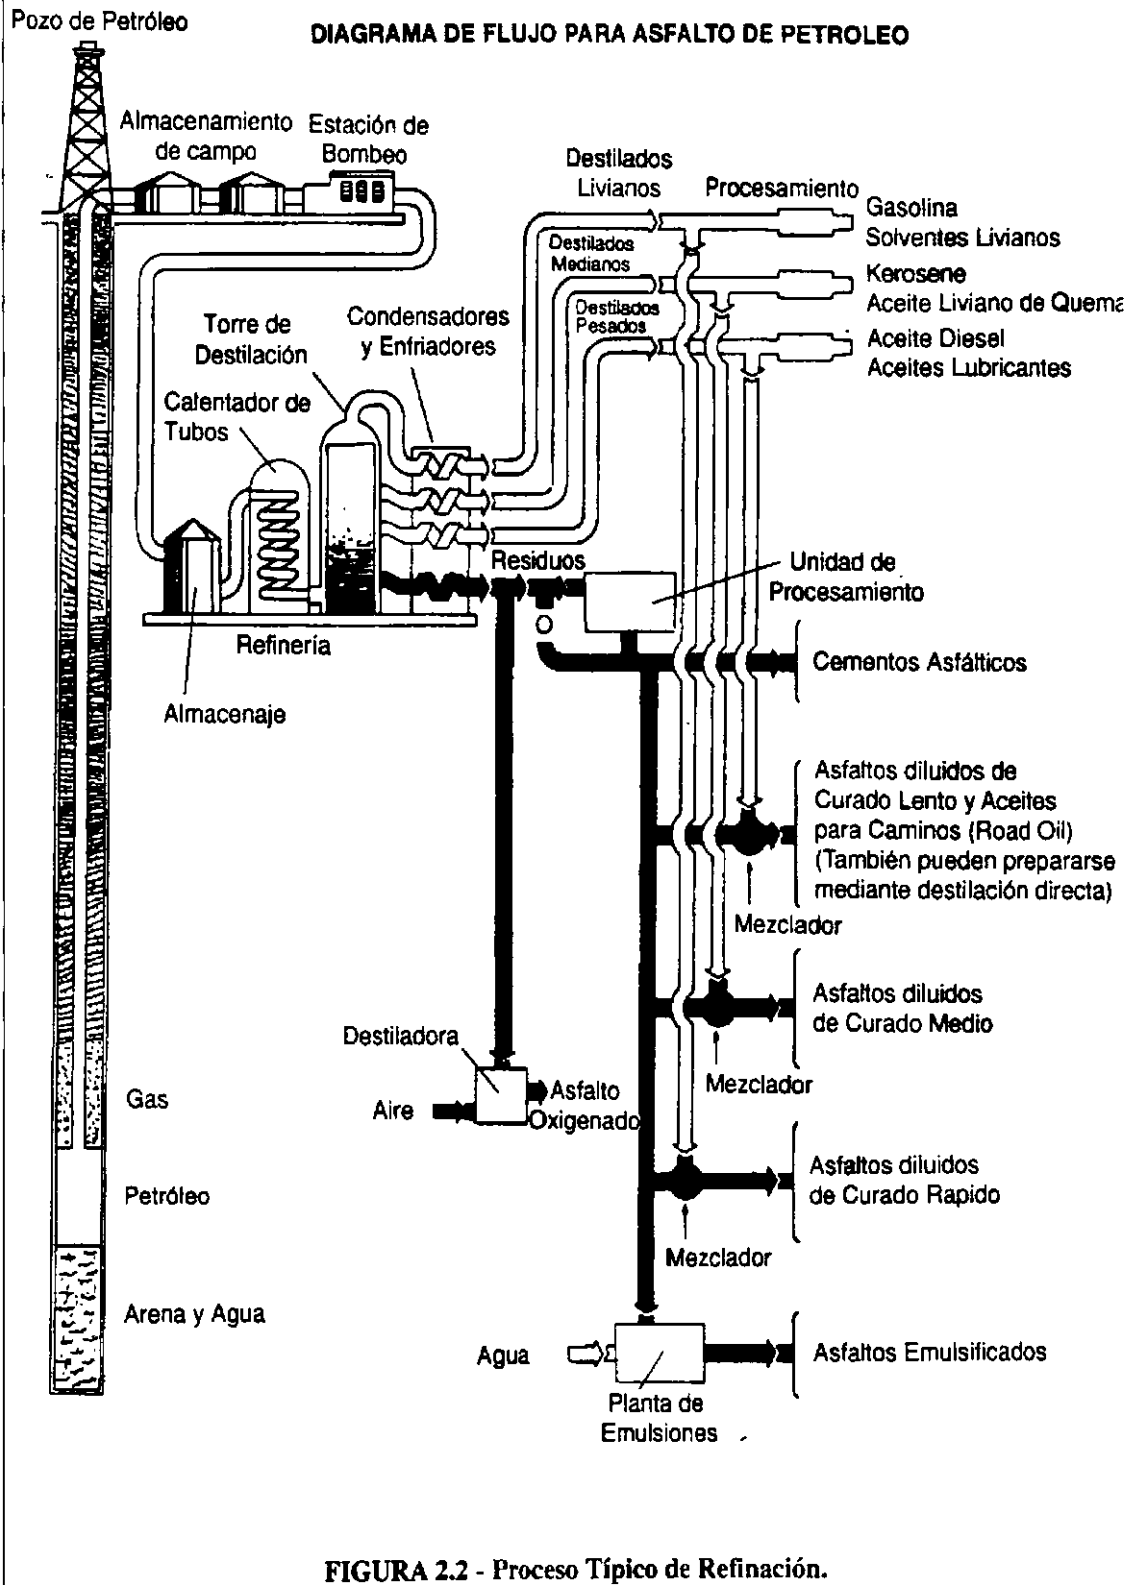 Pozo de Petróleo
DIAGRAMA DE FLUJO PARA ASFALTO DE PETROLEO
Almacenamiento
de campo
Estación de
Bombeo
Destilados
Livianos
Procesamiento
Gasolina
Solventes Livianos
Destilados
Medianos
Kerosene
Aceite Liviano de Quema
Destilados
Pesados
Aceite Diesel
Aceites Lubricantes
Torre de
Destilación
Condensadores
y Enfriadores
Calentador de
Tubos
Residuos
Unidad de
Procesamiento
O
Refinería
Cementos Asfálticos
Almacenaje
Asfaltos diluidos de
Curado Lento y Aceites
para Caminos (Road Oil)
(También pueden prepararse
mediante destilación directa)
Mezclador
Asfaltos diluidos
de Curado Medio
Destiladora
Mezclador
Gas
Aire
Asfalto
Oxigenado
Asfaltos diluidos
de Curado Rapido
Petróleo
Mezclador
Arena y Agua
Agua
Asfaltos Emulsificados
Planta de
Emulsiones
FIGURA 2.2 - Proceso Típico de Refinación.